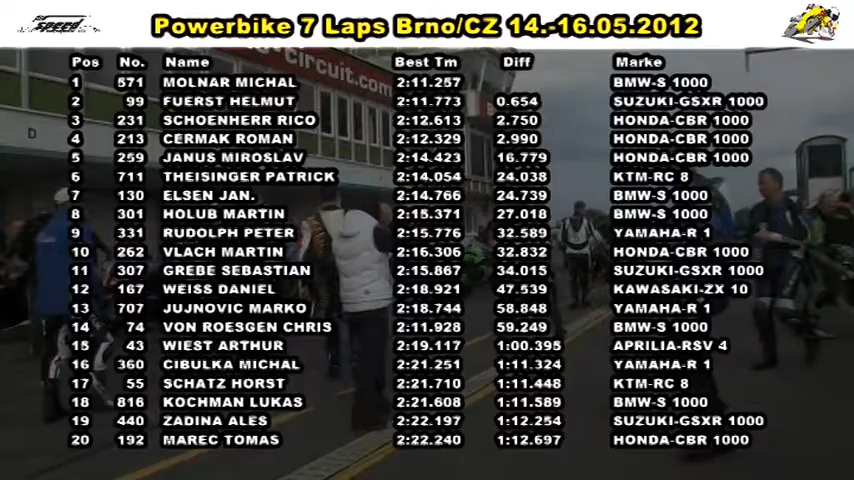 SPEED
Powerbike 7 Laps Brno/CZ 14.-16.05.2012
Pos No. Name Best Tm Diff Marke
1 571 MOLNAR MICHAL 2:11.257 BMW-S 1000
2 99 FUERST HELMUT 2:11.773 0.654 SUZUKI-GSXR 1000
3 231 SCHOENHERR RICO 2:12.613 2.750 HONDA-CBR 1000
4 213 CERMAK ROMAN 2:12.329 2.990 HONDA-CBR 1000
5 259 JANUS MIROSLAV 2:14.423 16.779 HONDA-CBR 1000
6 711 THEISINGER PATRICK 2:14.054 24.038 KTM-RC 8
7 130 ELSEN JAN. 2:14.766 24.739 BMW-S 1000
8 301 HOLUB MARTIN 2:15.371 27.018 BMW-S 1000
9 331 RUDOLPH PETER 2:15.776 32.589 YAMAHA-R 1
10 262 VLACH MARTIN 2:16.306 32.832 HONDA-CBR 1000
11 307 GREBE SEBASTIAN 2:15.867 34.015 SUZUKI-GSXR 1000
12 167 WEISS DANIEL 2:18.921 47.539 KAWASAKI-ZX 10
13 707 JUJNOVIC MARKO 2:18.744 58.848 YAMAHA-R 1
14 74 VON ROESGEN CHRIS 2:11.928 59.249 BMW-S 1000
15 43 WIEST ARTHUR 2:19.117 1:00.395 APRILIA-RSV 4
16 360 CIBULKA MICHAL 2:21.251 1:11.324 YAMAHA-R 1
17 55 SCHATZ HORST 2:21.710 1:11.448 KTM-RC 8
18 816 KOCHMAN LUKAS 2:21.608 1:11.589 BMW-S 1000
19 440 ZADINA ALES 2:22.197 1:12.254 SUZUKI-GSXR 1000
20 192 MAREC TOMAS 2:22.240 1:12.697 HONDA-CBR 1000
circuit.com
D